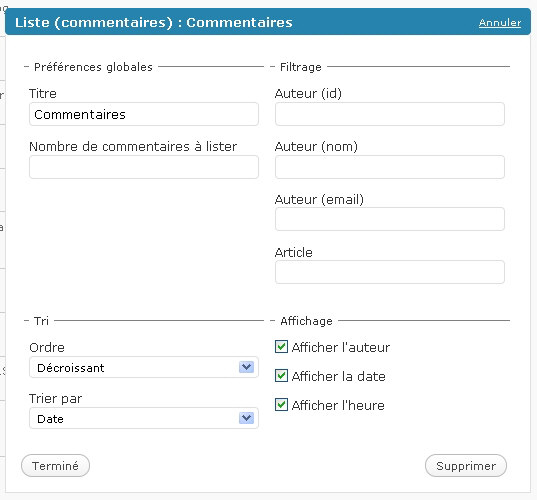 Liste (commentaires) : Commentaires
Annuler
Préférences globales
Titre
Commentaires
Nombre de commentaires à lister
Filtrage
Auteur (id)
Auteur (nom)
Auteur (email)
Article
Tri
Ordre
Décroissant
Trier par
Date
Affichage
Afficher l'auteur
Afficher la date
Afficher l'heure
Terminé
Supprimer